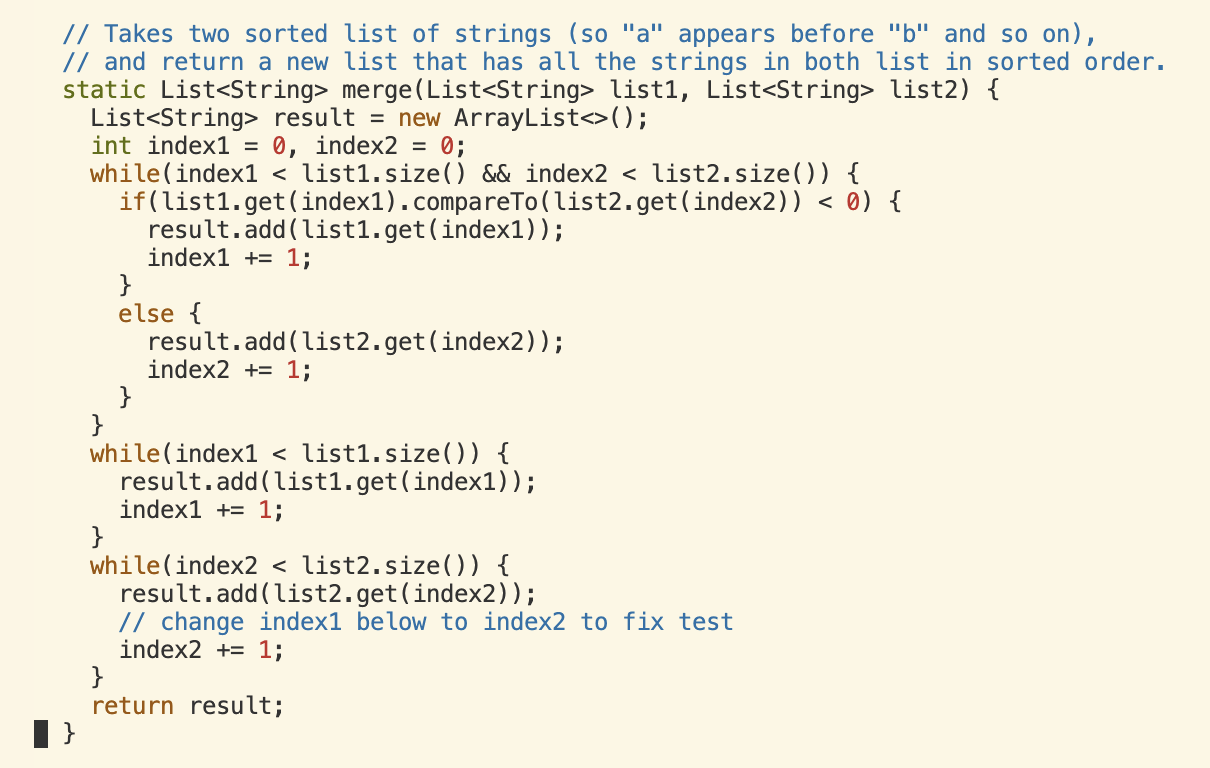 // Takes two sorted list of strings (so "a" appears before "b" and so on),
// and return a new list that has all the strings in both list in sorted order.
static List<String> merge(List<String> list1, List<String> list2) {
  List<String> result = new ArrayList<>();
  int index1 = 0, index2 = 0;
  while(index1 < list1.size() && index2 < list2.size()) {
    if(list1.get(index1).compareTo(list2.get(index2)) < 0) {
      result.add(list1.get(index1));
      index1 += 1;
    }
    else {
      result.add(list2.get(index2));
      index2 += 1;
    }
  }
  while(index1 < list1.size()) {
    result.add(list1.get(index1));
    index1 += 1;
  }
  while(index2 < list2.size()) {
    result.add(list2.get(index2));
    // change index1 below to index2 to fix test
    index2 += 1;
  }
  return result;
}